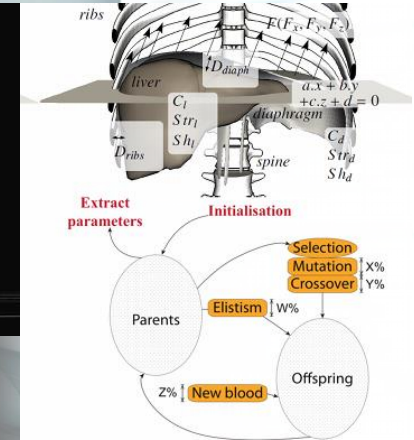 ribs
F(Fx, Fy, Fz)
Ddiaph
liver
a.x + b.y
+c.z + d = 0
Cl
Strl
Shl
diaphragm
Dribs
spine
Cd
Strd
Shd
Extract
parameters
Initialisation
Selection
Mutation X%
Crossover Y%
Elistism W%
Parents
Offspring
Z% New blood